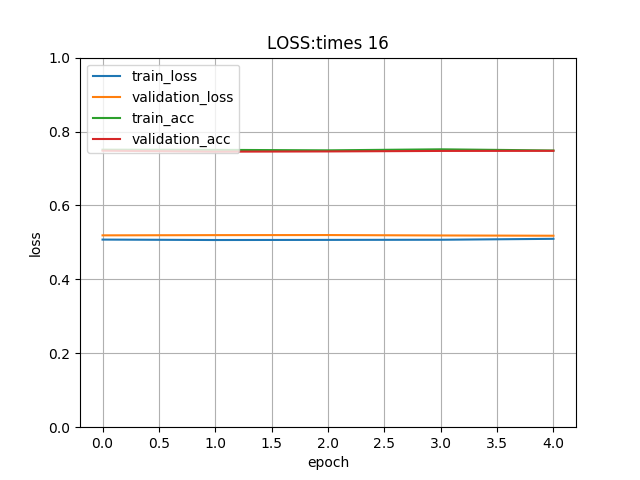 LOSS:times 16
train_loss
validation_loss
train_acc
validation_acc
1.0
0.8
0.6
0.4
0.2
0.0
loss
0.0 0.5 1.0 1.5 2.0 2.5 3.0 3.5 4.0
epoch